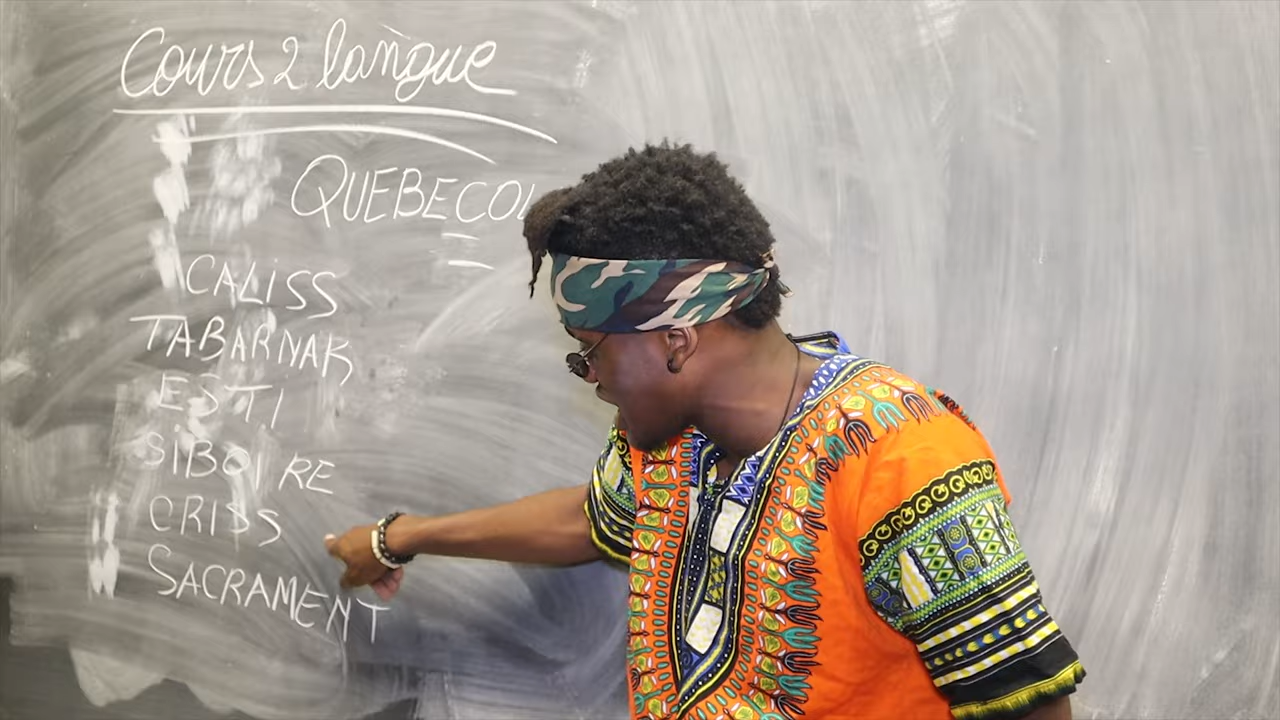 Cours 2 langue
QUEBECOI
CALISS
TABARNAK
ESTI
SIBOIRE
CRISS
SACRAMENT